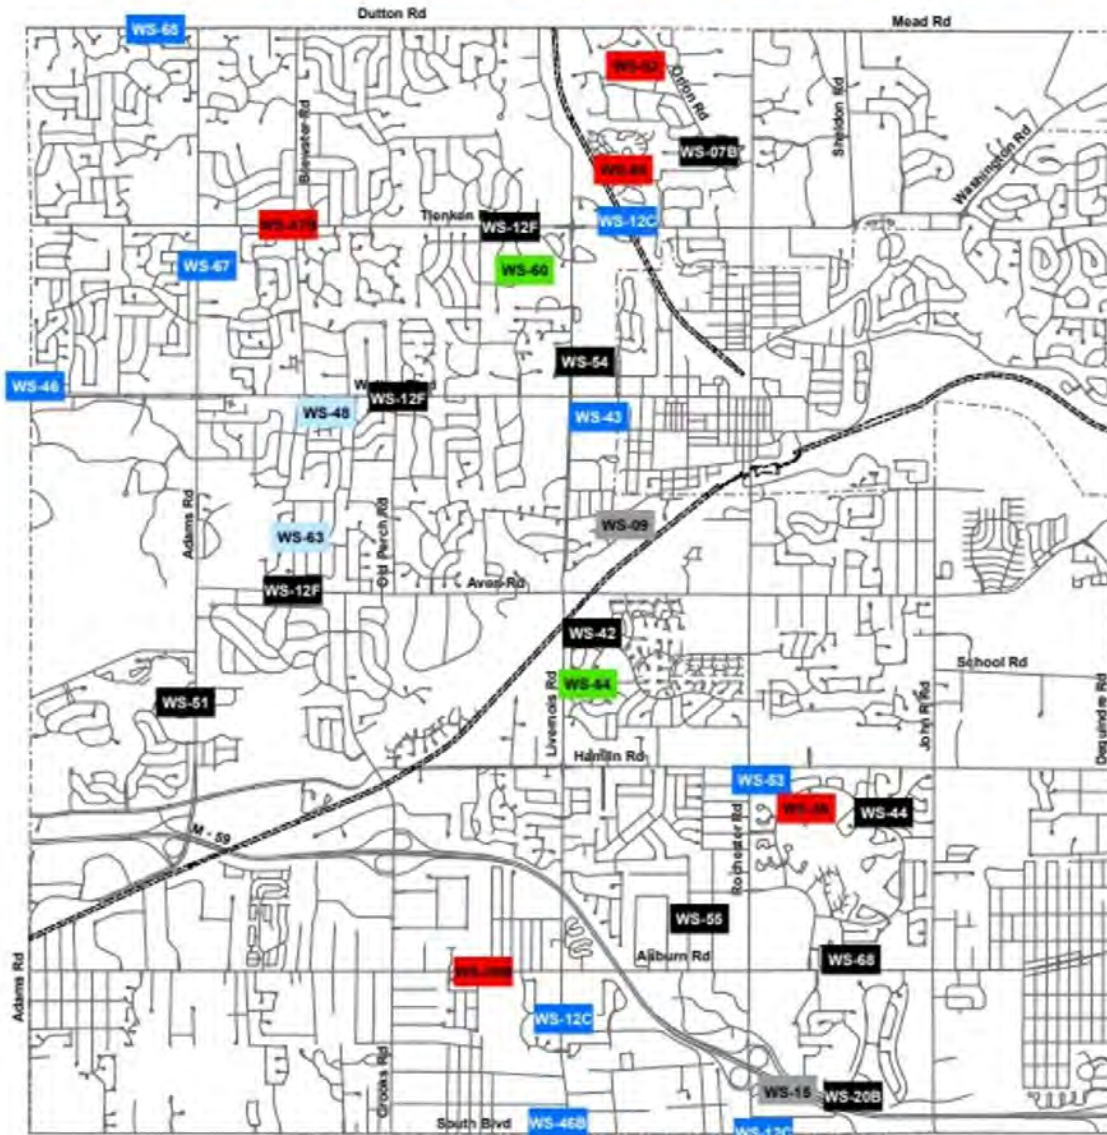 Dutton Rd
Mead Rd
WS-65
Orion Rd
Sheldon Rd
Brewster Rd
WS-07B
Washington Rd
Tienken
WS-12F
WS-12C
WS-67
WS-60
WS-54
WS-46
WS-12F
WS-48
WS-43
Adams Rd
Old Perch Rd
WS-09
WS-63
Avon Rd
WS-12F
WS-42
School Rd
WS-64
WS-51
Livernois Rd
John R Rd
Dequindre Rd
Hamlin Rd
WS-53
WS-44
Rochester Rd
M - 59
WS-55
Auburn Rd
WS-68
Adams Rd
WS-12C
Crooks Rd
WS-15
WS-20B
South Blvd
WS-46B
WS-12C